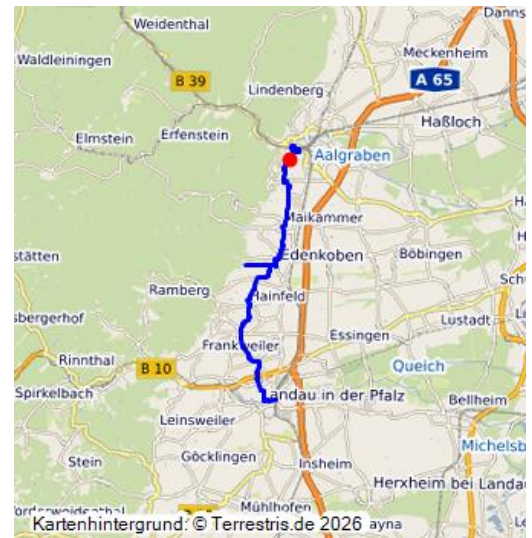 Danns
Weidenthal
Meckenheim
Waldleiningen
A 65
B 39
Lindenberg
Haßloch
Elmstein
Erfenstein
Aalgraben
Maikammer
Edenkoben
Böbingen
stätten
Ramberg
Hainfeld
Lustadt
sbergerhof
Essingen
Frankweiler
Rinnthal
B 10
Queich
Spirkelbach
Landau in der Pfalz
Bellheim
Leinsweiler
Michelsb
Göcklingen
Stein
Insheim
Herxheim bei Landau
Mühlhofen
Kartenhintergrund: © Terrestris.de 2026
ayna